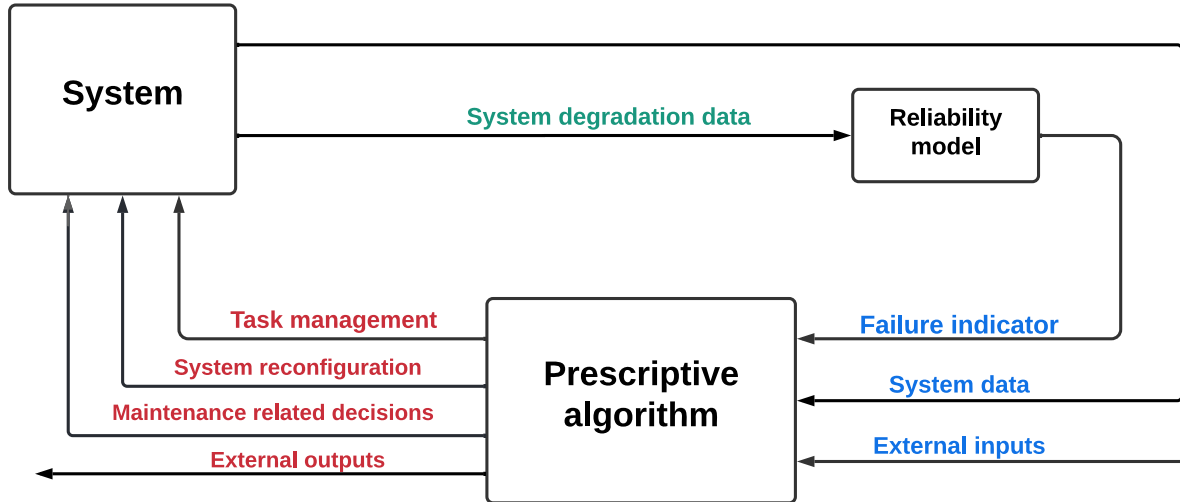 System
System degradation data
Reliability
model
Task management
Failure indicator
System reconfiguration
Prescriptive
algorithm
System data
Maintenance related decisions
External outputs
External inputs